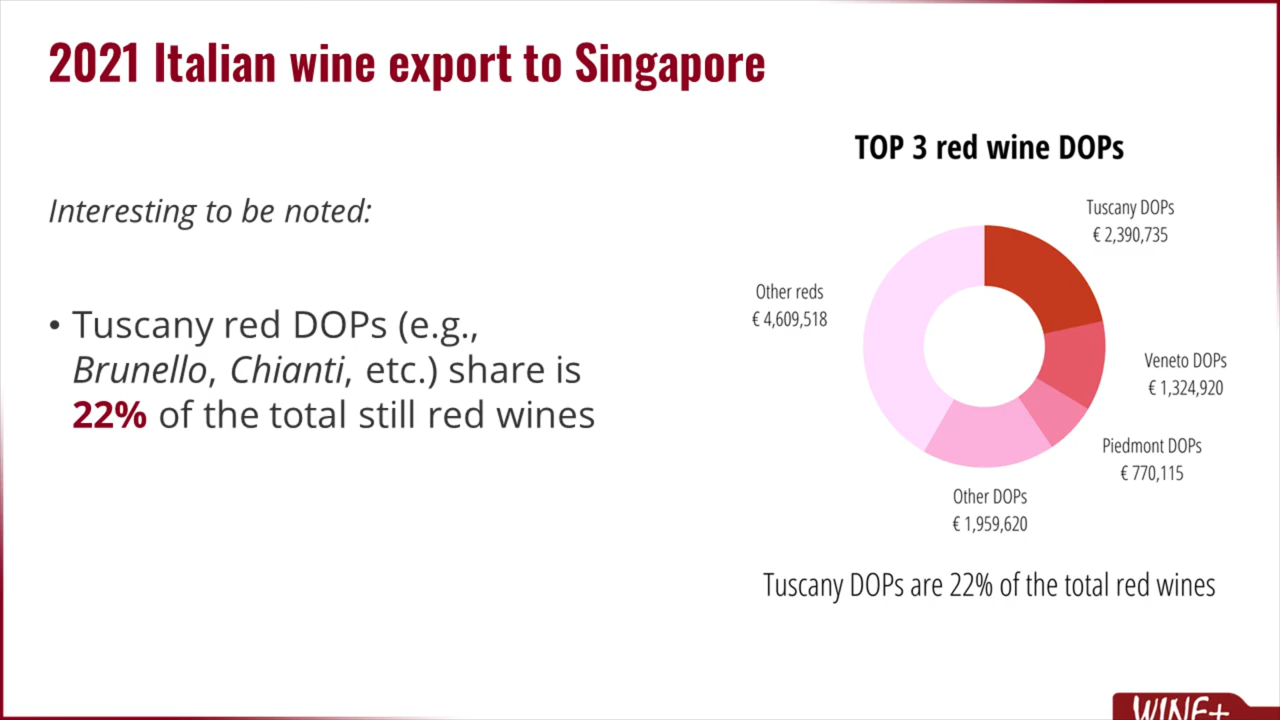 2021 Italian wine export to Singapore
Interesting to be noted:
• Tuscany red DOPs (e.g.,
Brunello, Chianti, etc.) share is
22% of the total still red wines
TOP 3 red wine DOPs
Tuscany DOPs
€ 2,390,735
Other reds
€ 4,609,518
Veneto DOPs
€ 1,324,920
Piedmont DOPs
€ 770,115
Other DOPs
€ 1,959,620
Tuscany DOPs are 22% of the total red wines
WINE+